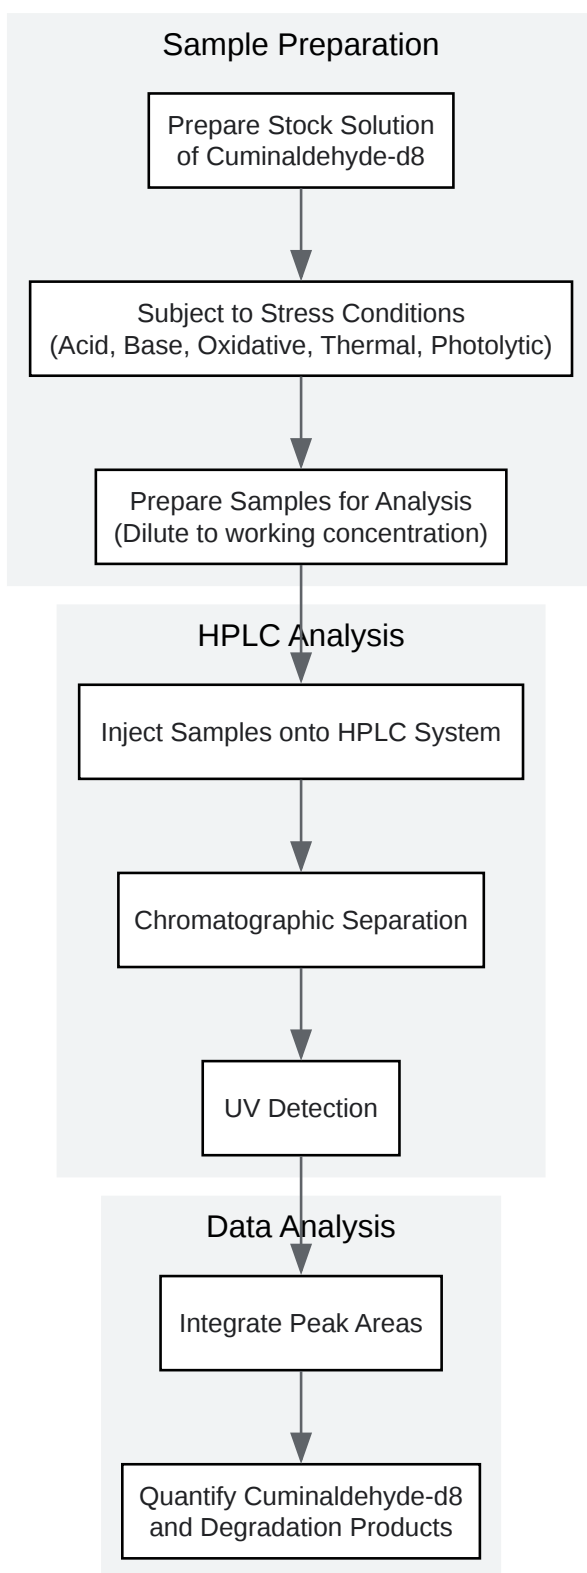 Sample Preparation
Prepare Stock Solution
of Cuminaldehyde-d8
Subject to Stress Conditions
(Acid, Base, Oxidative, Thermal, Photolytic)
Prepare Samples for Analysis
(Dilute to working concentration)
HPLC Analysis
Inject Samples onto HPLC System
Chromatographic Separation
UV Detection
Data Analysis
Integrate Peak Areas
Quantify Cuminaldehyde-d8
and Degradation Products